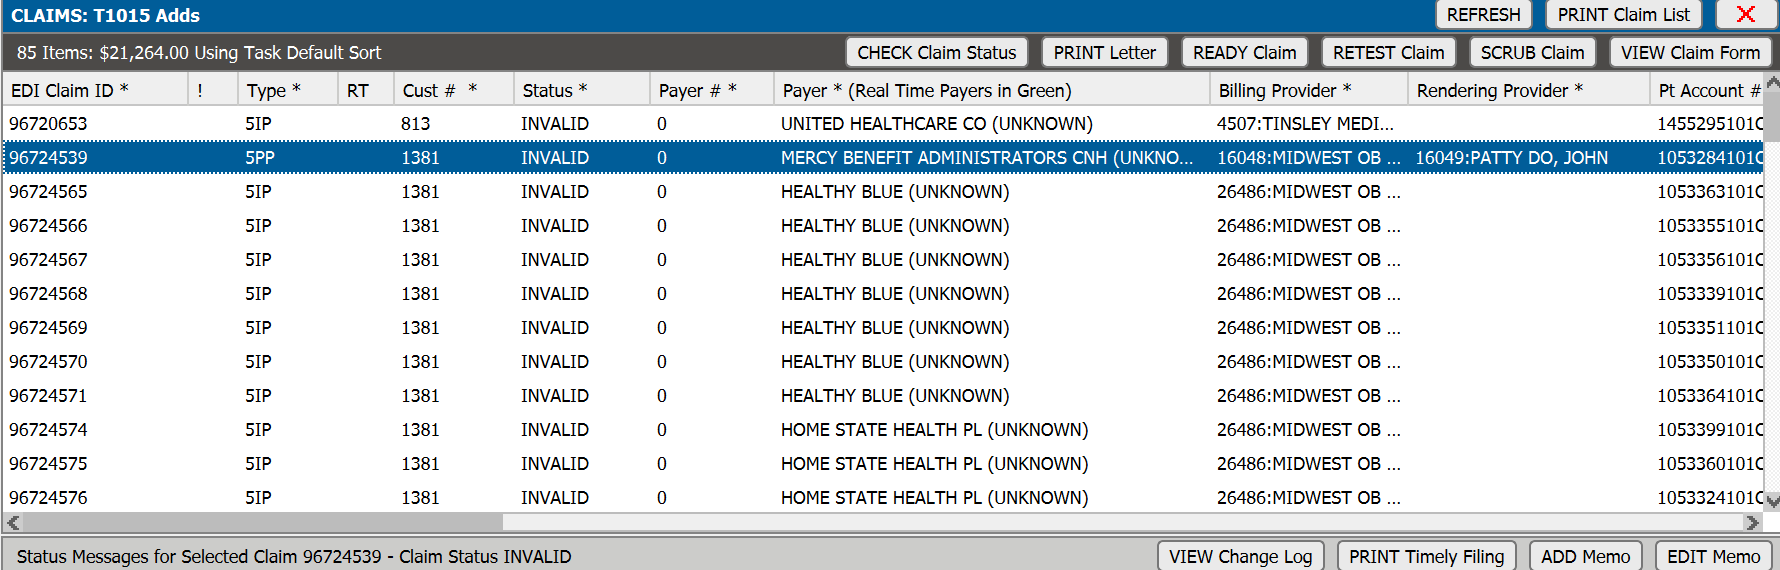 CLAIMS: T1015 Adds REFRESH PRINT Claim List X
85 Items: $21,264.00 Using Task Default Sort CHECK Claim Status PRINT Letter READY Claim RETEST Claim SCRUB Claim VIEW Claim Form
EDI Claim ID * ! Type * RT Cust # * Status * Payer # * Payer * (Real Time Payers in Green) Billing Provider * Rendering Provider * Pt Account #
96720653 5IP 813 INVALID 0 UNITED HEALTHCARE CO (UNKNOWN) 4507:TINSLEY MEDI... 1455295101C
96724539 5PP 1381 INVALID 0 MERCY BENEFIT ADMINISTRATORS CNH (UNKNO... 16048:MIDWEST OB ... 16049:PATTY DO, JOHN 1053284101C
96724565 5IP 1381 INVALID 0 HEALTHY BLUE (UNKNOWN) 26486:MIDWEST OB ... 1053363101C
96724566 5IP 1381 INVALID 0 HEALTHY BLUE (UNKNOWN) 26486:MIDWEST OB ... 1053355101C
96724567 5IP 1381 INVALID 0 HEALTHY BLUE (UNKNOWN) 26486:MIDWEST OB ... 1053356101C
96724568 5IP 1381 INVALID 0 HEALTHY BLUE (UNKNOWN) 26486:MIDWEST OB ... 1053339101C
96724569 5IP 1381 INVALID 0 HEALTHY BLUE (UNKNOWN) 26486:MIDWEST OB ... 1053351101C
96724570 5IP 1381 INVALID 0 HEALTHY BLUE (UNKNOWN) 26486:MIDWEST OB ... 1053350101C
96724571 5IP 1381 INVALID 0 HEALTHY BLUE (UNKNOWN) 26486:MIDWEST OB ... 1053364101C
96724574 5IP 1381 INVALID 0 HOME STATE HEALTH PL (UNKNOWN) 26486:MIDWEST OB ... 1053399101C
96724575 5IP 1381 INVALID 0 HOME STATE HEALTH PL (UNKNOWN) 26486:MIDWEST OB ... 1053360101C
96724576 5IP 1381 INVALID 0 HOME STATE HEALTH PL (UNKNOWN) 26486:MIDWEST OB ... 1053324101C
Status Messages for Selected Claim 96724539 - Claim Status INVALID VIEW Change Log PRINT Timely Filing ADD Memo EDIT Memo